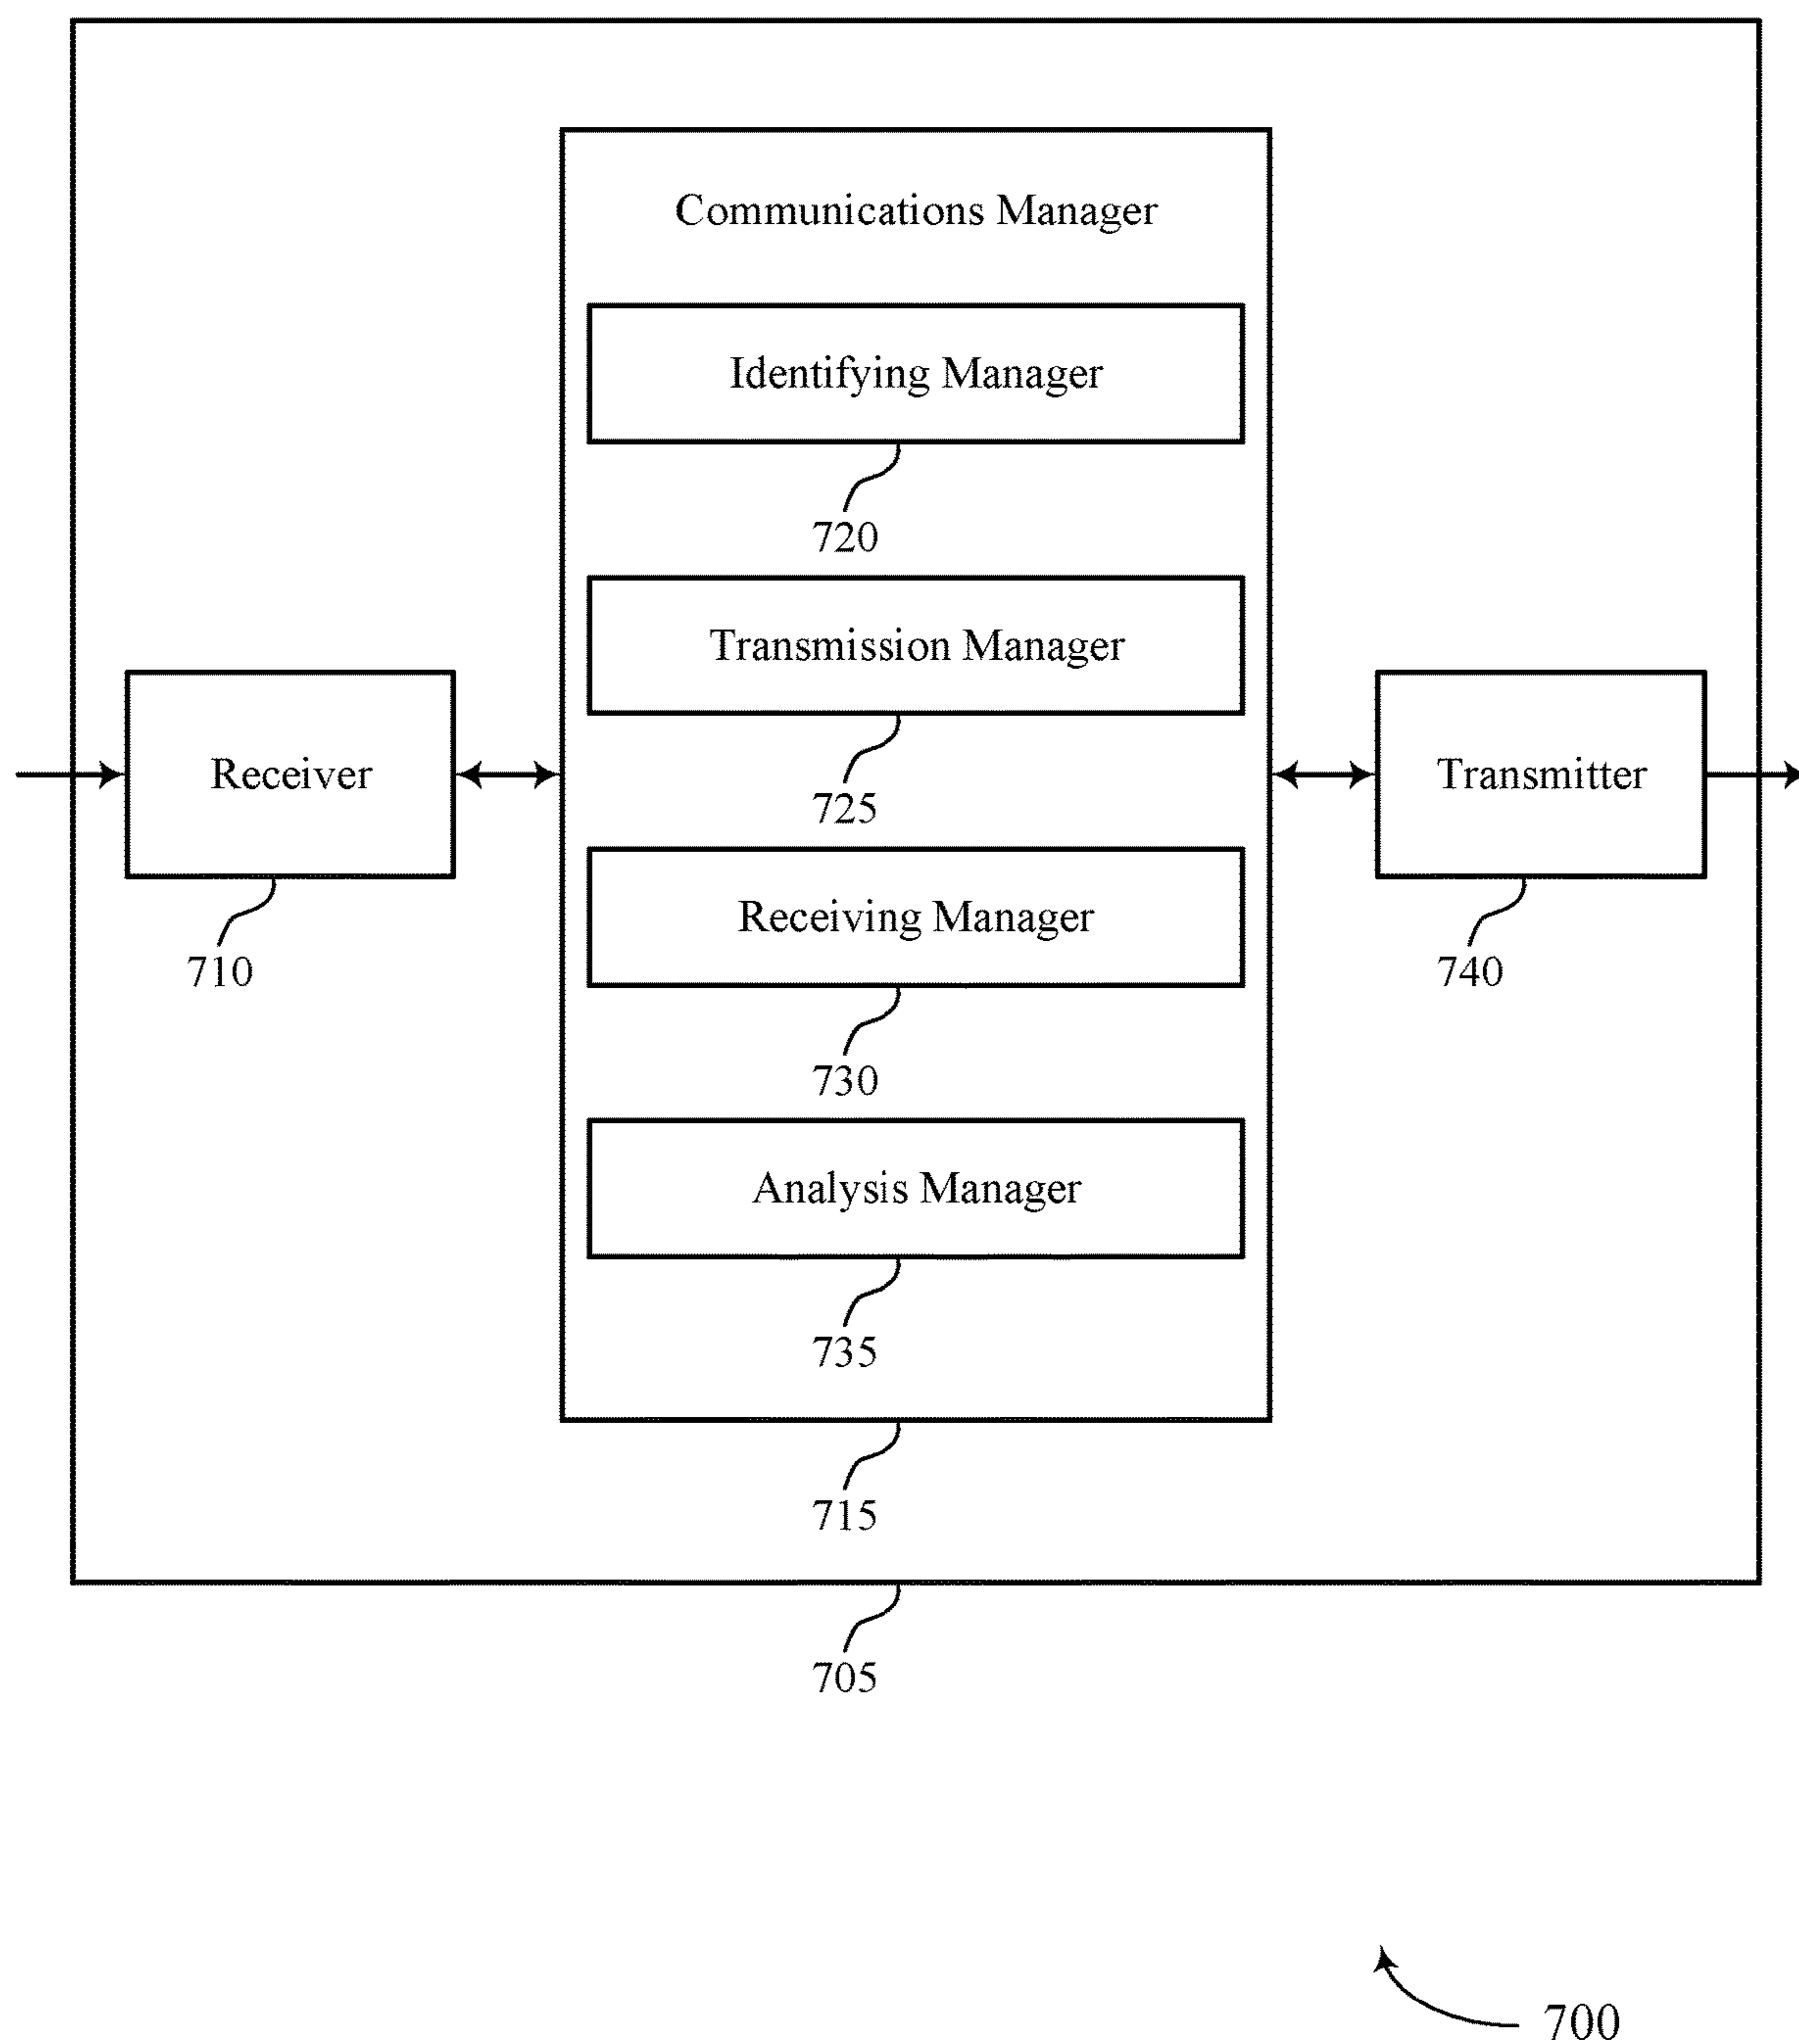 Communications Manager
Identifying Manager
720
Transmission Manager
725
Receiver
710
Transmitter
740
Receiving Manager
730
Analysis Manager
735
715
705
700